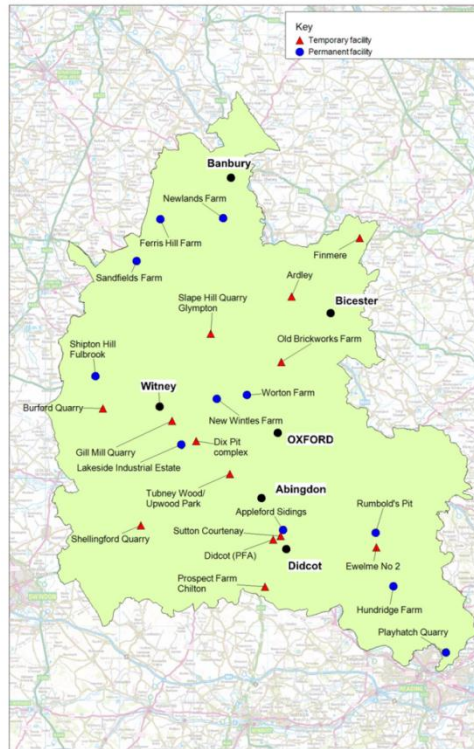 Key
Temporary facility
Permanent facility
Banbury
Newlands Farm
Ferris Hill Farm
Finmere
Sandfields Farm
Ardley
Slape Hill Quarry
Glympton
Bicester
Old Brickworks Farm
Shipton Hill
Fulbrook
Witney
Worton Farm
Burford Quarry
New Wintles Farm
OXFORD
Gill Mill Quarry
Dix Pit
complex
Lakeside Industrial Estate
Tubney Wood/
Upwood Park
Abingdon
Appleford Sidings
Rumbold's Pit
Sutton Courtenay
Shellingford Quarry
Didcot (PFA)
Didcot
Ewelme No 2
Prospect Farm
Chilton
Hundridge Farm
Playhatch Quarry